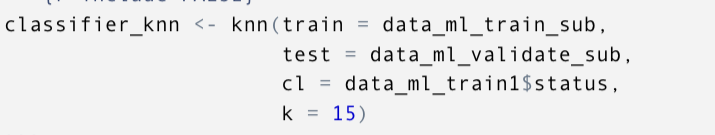 classifier_knn <- knn(train = data_ml_train_sub,
test = data_ml_validate_sub,
cl = data_ml_train1$status,
k = 15)